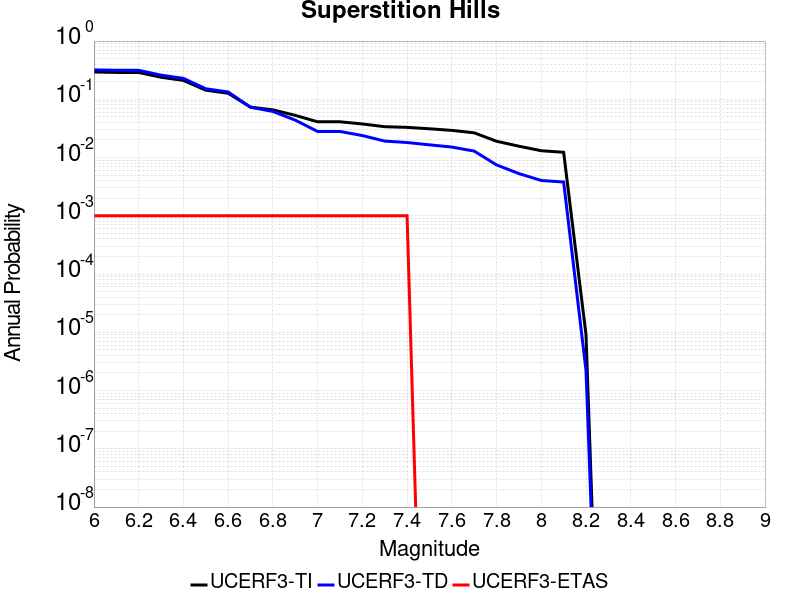 Superstition Hills
Annual Probability
10^0
10^-1
10^-2
10^-3
10^-4
10^-5
10^-6
10^-7
10^-8
6 6.2 6.4 6.6 6.8 7 7.2 7.4 7.6 7.8 8 8.2 8.4 8.6 8.8 9
Magnitude
UCERF3-TI UCERF3-TD UCERF3-ETAS